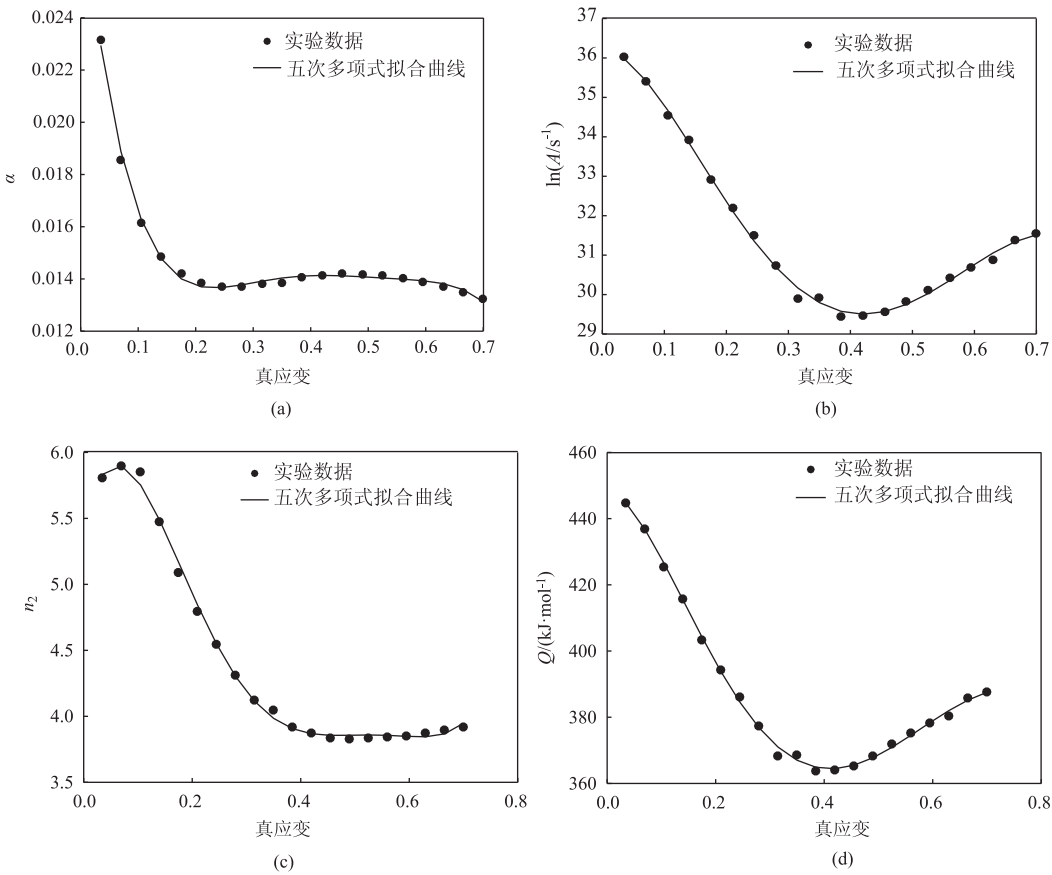 0.024
0.022
0.020
0.018
0.016
0.014
0.012
α
0.0
0.1
0.2
0.3
0.4
0.5
0.6
0.7
实验数据
五次多项式拟合曲线
真应变
(a)
37
36
35
34
33
32
31
30
29
ln(A/s⁻¹)
0.0
0.1
0.2
0.3
0.4
0.5
0.6
0.7
实验数据
五次多项式拟合曲线
真应变
(b)
6.0
5.5
5.0
4.5
4.0
3.5
n₂
0.0
0.2
0.4
0.6
0.8
实验数据
五次多项式拟合曲线
真应变
(c)
460
440
420
400
380
360
Q/(kJ·mol⁻¹)
0.0
0.2
0.4
0.6
0.8
实验数据
五次多项式拟合曲线
真应变
(d)